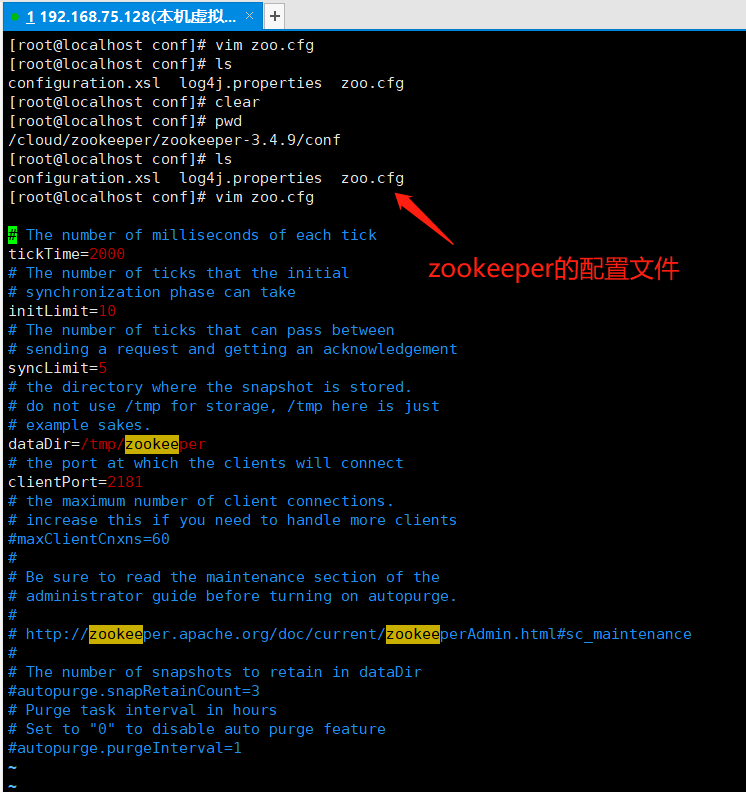 1 192.168.75.128(本机虚拟... × +
[root@localhost conf]# vim zoo.cfg
[root@localhost conf]# ls
configuration.xsl  log4j.properties  zoo.cfg
[root@localhost conf]# clear
[root@localhost conf]# pwd
/cloud/zookeeper/zookeeper-3.4.9/conf
[root@localhost conf]# ls
configuration.xsl  log4j.properties  zoo.cfg
[root@localhost conf]# vim zoo.cfg
# The number of milliseconds of each tick
tickTime=2000
zookeeper的配置文件
# The number of ticks that the initial
# synchronization phase can take
initLimit=10
# The number of ticks that can pass between
# sending a request and getting an acknowledgement
syncLimit=5
# the directory where the snapshot is stored.
# do not use /tmp for storage, /tmp here is just
# example sakes.
dataDir=/tmp/zookeeper
# the port at which the clients will connect
clientPort=2181
# the maximum number of client connections.
# increase this if you need to handle more clients
#maxClientCnxns=60
#
# Be sure to read the maintenance section of the
# administrator guide before turning on autopurge.
#
# http://zookeeper.apache.org/doc/current/zookeeperAdmin.html#sc_maintenance
#
# The number of snapshots to retain in dataDir
#autopurge.snapRetainCount=3
# Purge task interval in hours
# Set to "0" to disable auto purge feature
#autopurge.purgeInterval=1
~
~